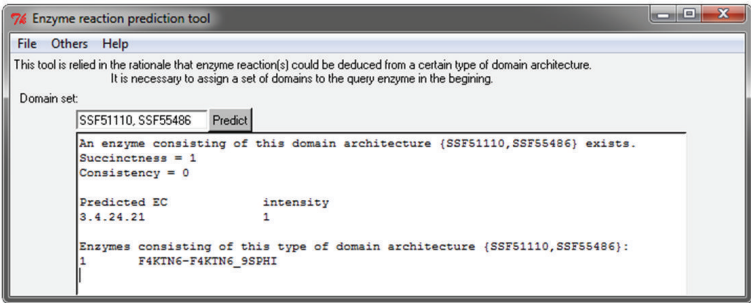 Enzyme reaction prediction tool
File Others Help
This tool is relied in the rationale that enzyme reaction(s) could be deduced from a certain type of domain architecture.
It is necessary to assign a set of domains to the query enzyme in the begining.
Domain set:
SSF51110, SSF55486 Predict
An enzyme consisting of this domain architecture {SSF51110,SSF55486} exists.
Succinctness = 1
Consistency = 0
Predicted EC intensity
3.4.24.21 1
Enzymes consisting of this type of domain architecture {SSF51110,SSF55486}:
1 F4KTN6-F4KTN6_9SPHI